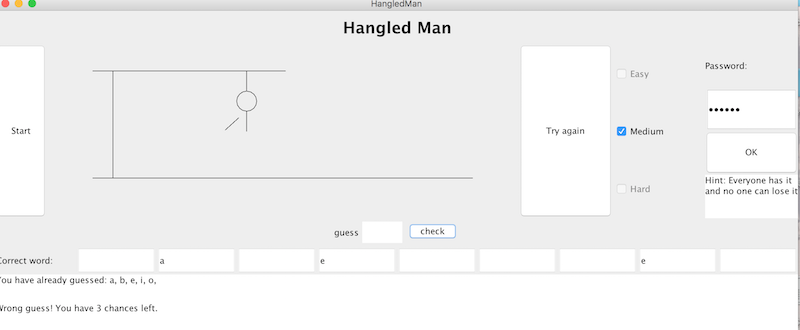 HangledMan
Hangled Man
Start
Try again
Easy
Medium
Hard
Password:
••••••
OK
Hint: Everyone has it
and no one can lose it
guess
check
Correct word:
a
e
e
You have already guessed: a, b, e, i, o,
Wrong guess! You have 3 chances left.